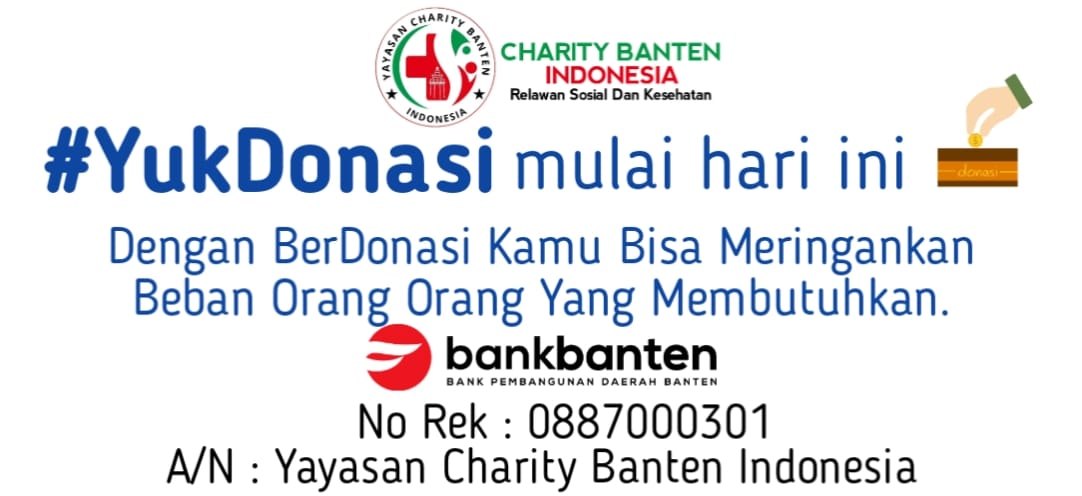 YAYASAN CHARITY BANTEN
INDONESIA
CHARITY BANTEN
INDONESIA
Relawan Sosial Dan Kesehatan
#YukDonasi mulai hari ini
donasi
Dengan BerDonasi Kamu Bisa Meringankan
Beban Orang Orang Yang Membutuhkan.
bankbanten
BANK PEMBANGUNAN DAERAH BANTEN
No Rek : 0887000301
A/N : Yayasan Charity Banten Indonesia